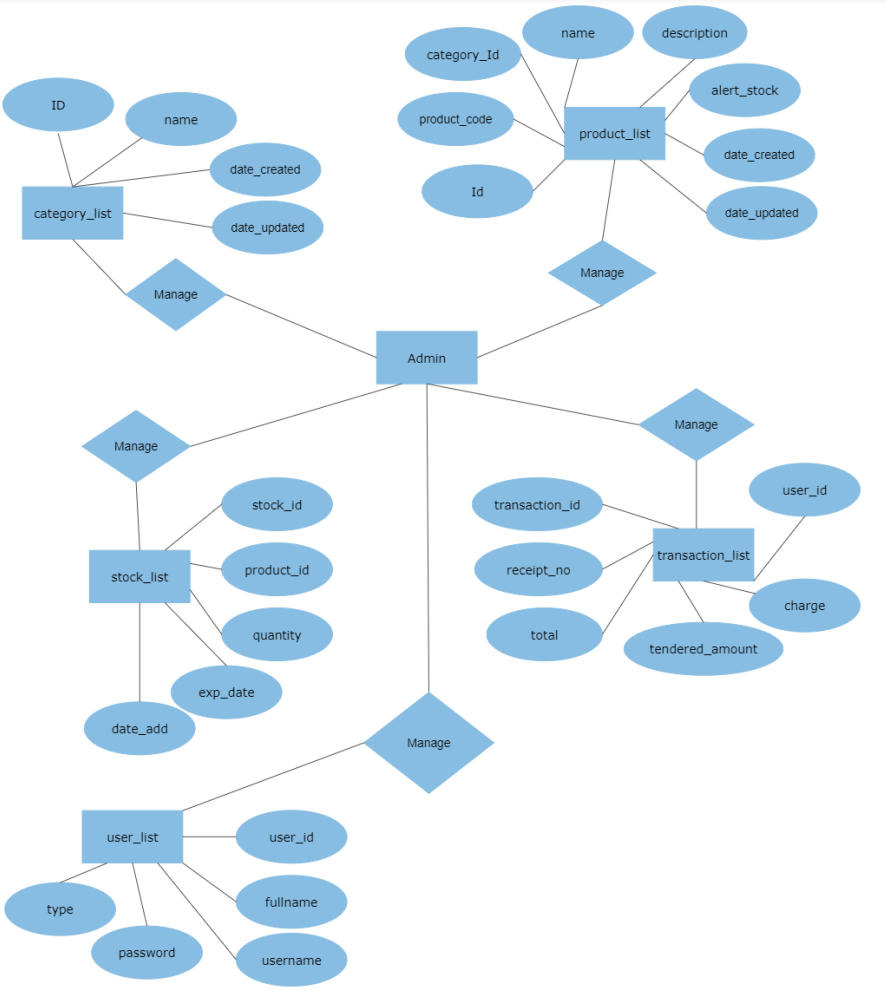 name
description
category_Id
alert_stock
ID
name
product_code
product_list
date_created
date_created
Id
category_list
date_updated
date_updated
Manage
Manage
Admin
Manage
Manage
stock_id
transaction_id
user_id
stock_list
product_id
receipt_no
transaction_list
quantity
total
charge
tendered_amount
exp_date
date_add
Manage
user_list
user_id
type
fullname
password
username